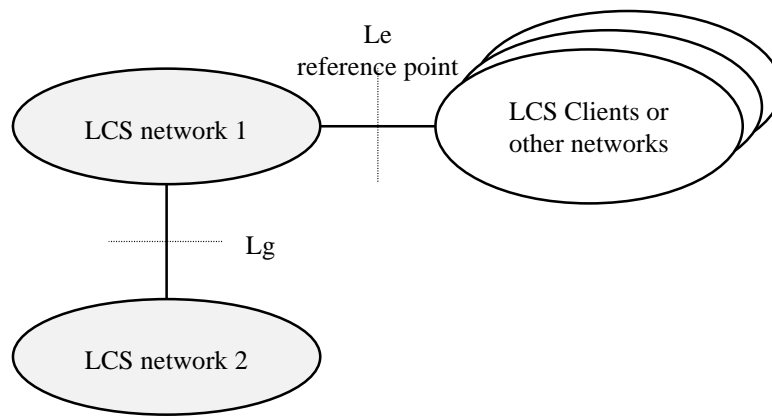 Le
reference point
LCS network 1
LCS Clients or
other networks
Lg
LCS network 2